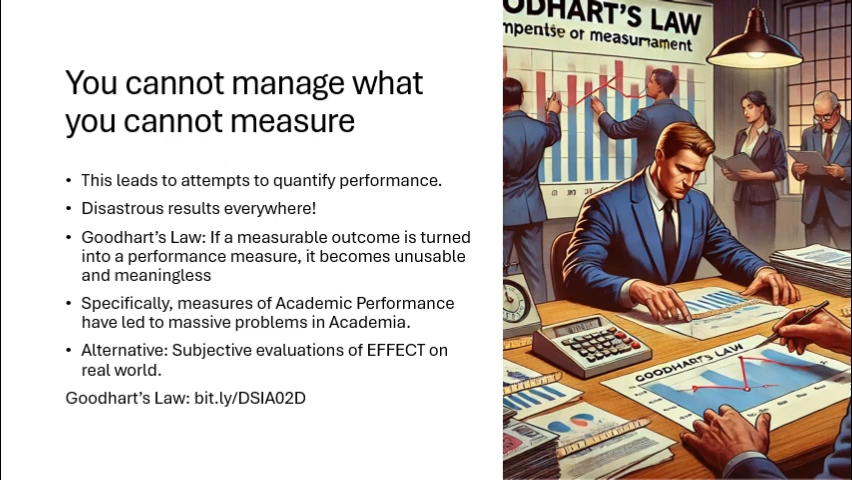 You cannot manage what
you cannot measure
• This leads to attempts to quantify performance.
• Disastrous results everywhere!
• Goodhart's Law: If a measurable outcome is turned
into a performance measure, it becomes unusable
and meaningless
• Specifically, measures of Academic Performance
have led to massive problems in Academia.
• Alternative: Subjective evaluations of EFFECT on
real world.
Goodhart's Law: bit.ly/DSIA02D
ODHART'S LAW
mpentse or measurnament
GOODHART'S LAW